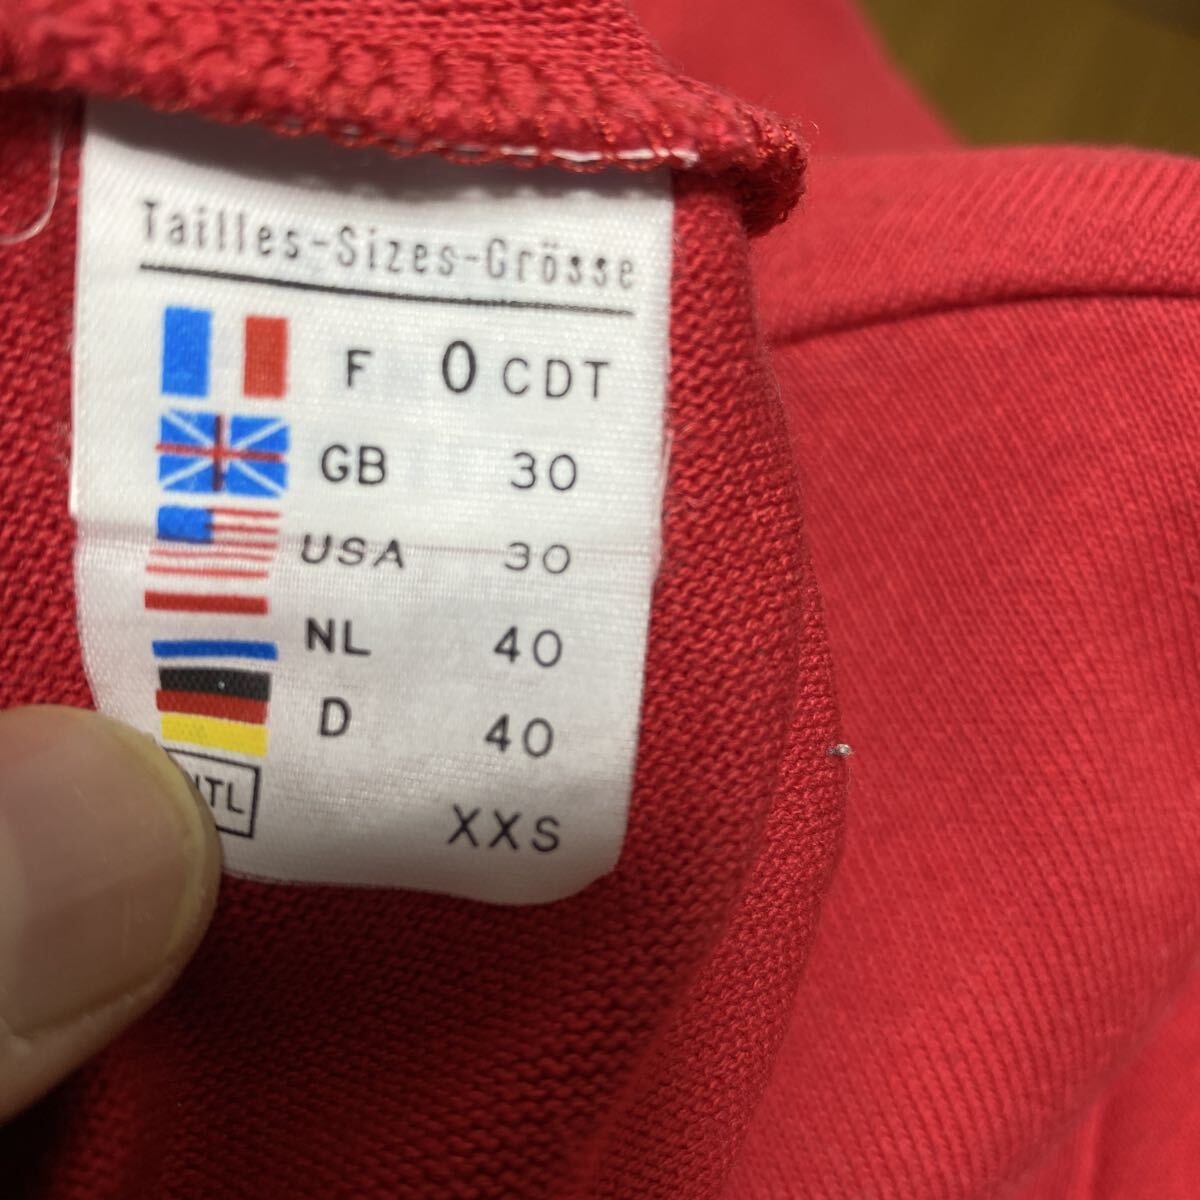 Tailles-Sizes-Grösse
F 0 CDT
GB 30
USA 30
NL 40
D 40
XXS